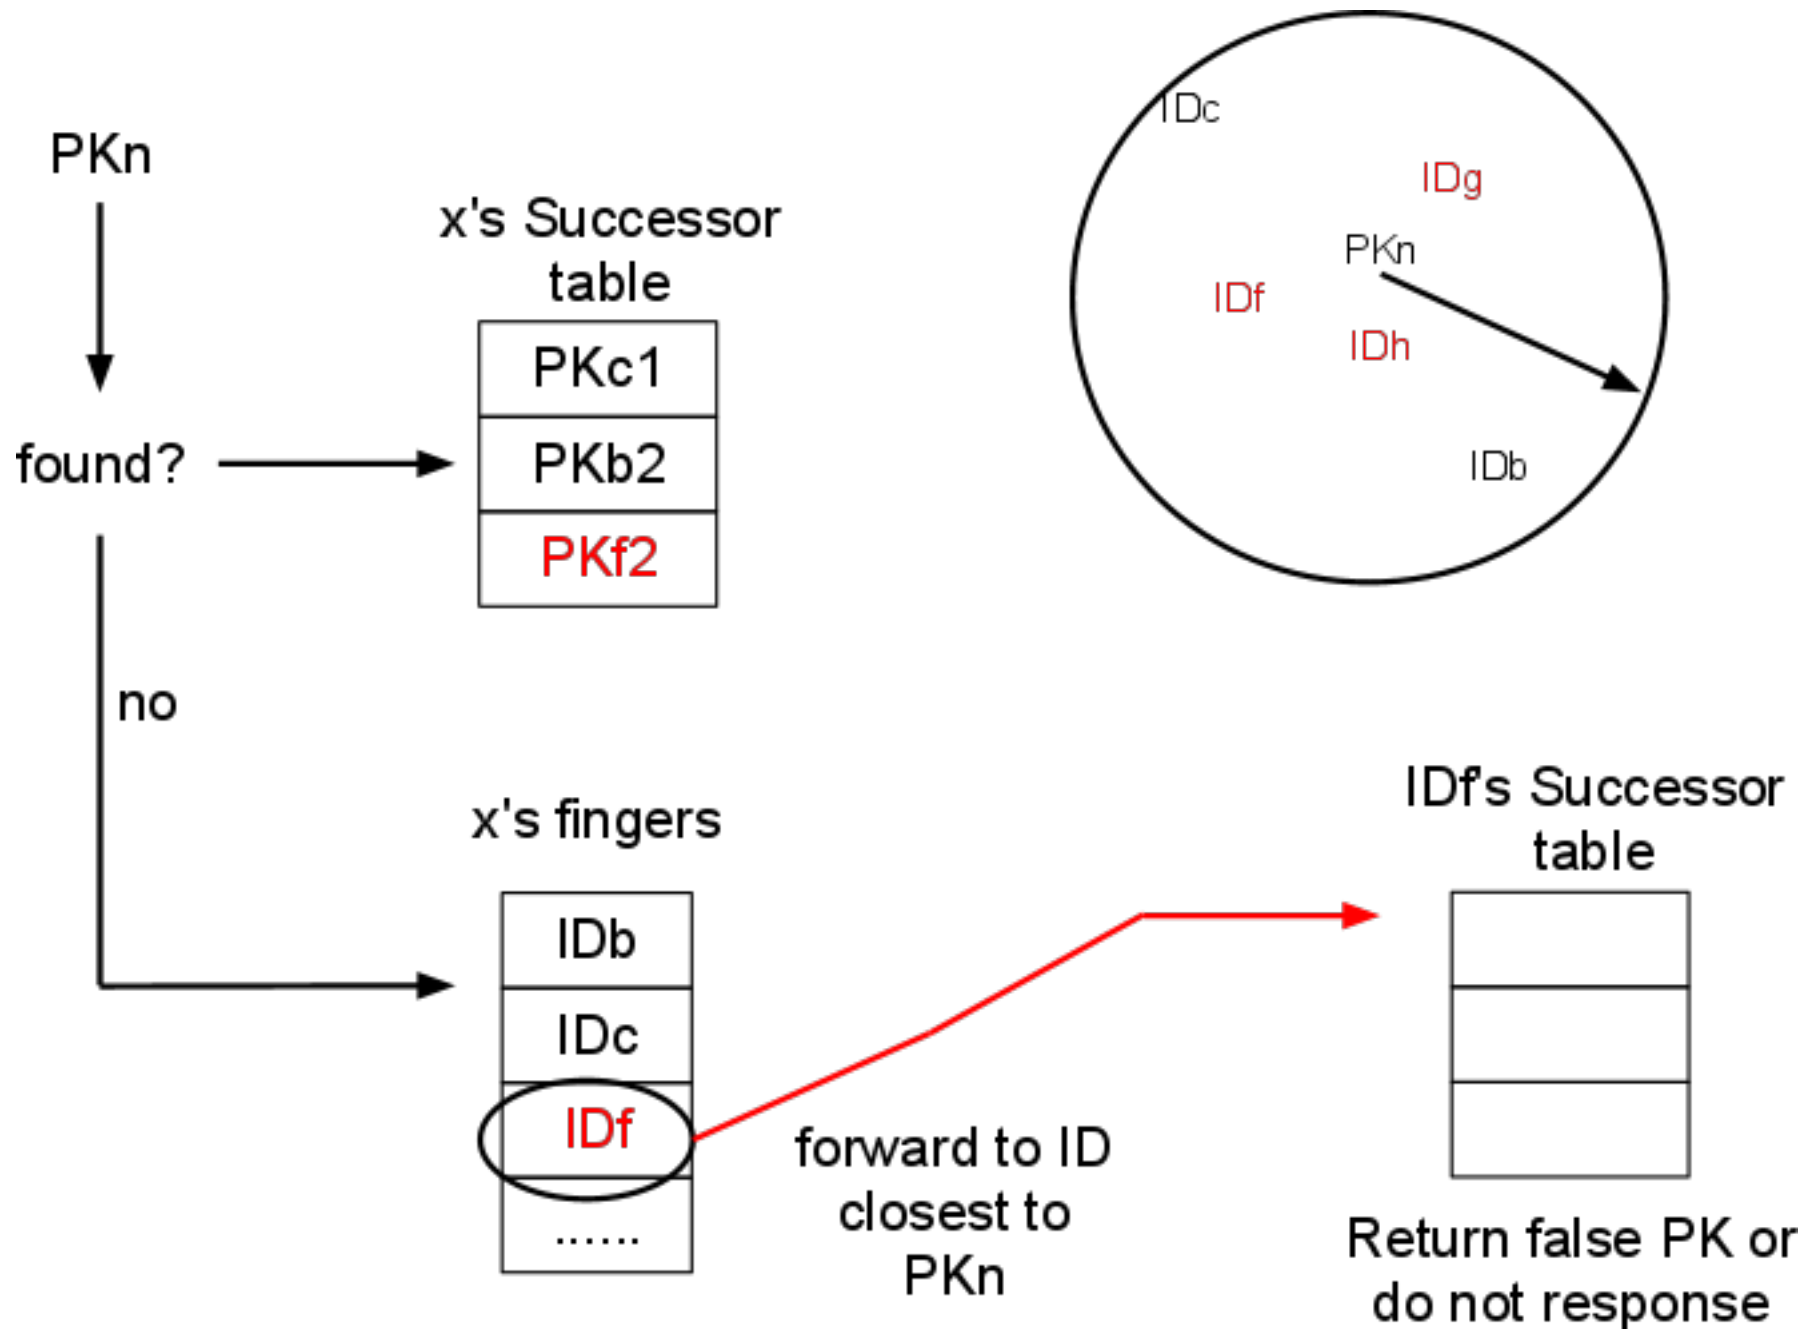 PKn
found?
no
x's Successor
table
PKc1
PKb2
PKf2
IDc
IDg
PKn
IDf
IDh
IDb
x's fingers
IDb
IDc
IDf
......
forward to ID
closest to
PKn
IDf's Successor
table
Return false PK or
do not response